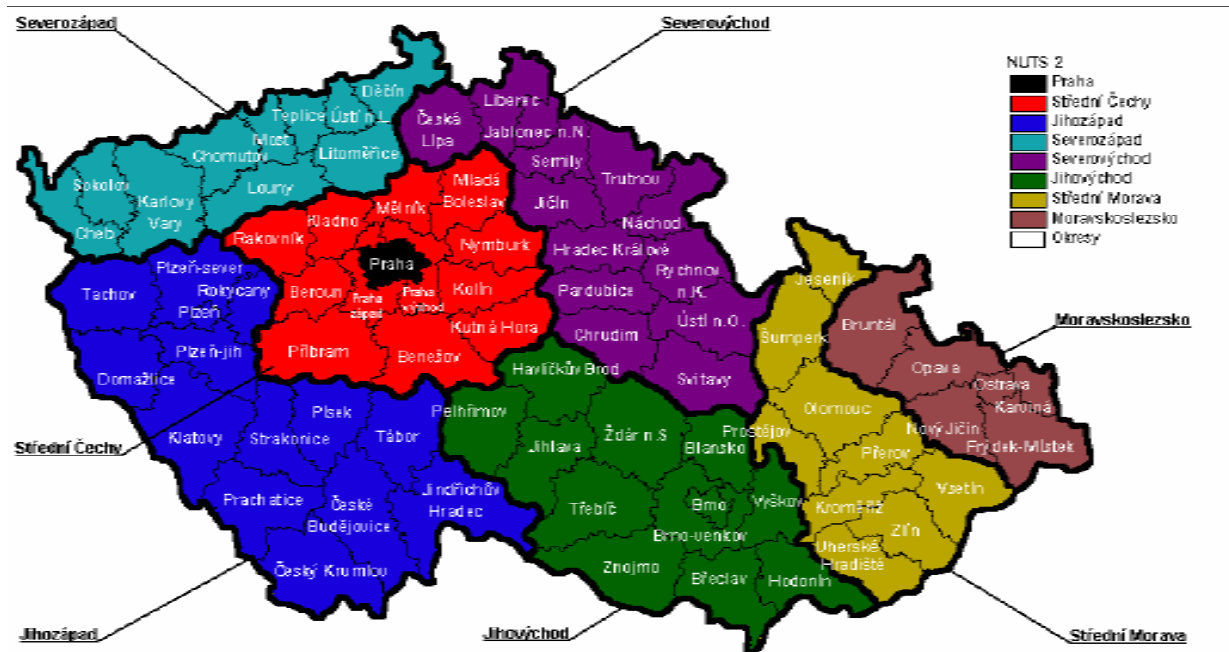 Severozápad
Severovýchod
NUTS 2
Praha
Střední Čechy
Jihozápad
Severozápad
Severovýchod
Jihovýchod
Střední Morava
Moravskoslezsko
Okresy
Děčín
Teplice
Ústí n.L.
Most
Chomutov
Litoměřice
Louny
Sokolov
Karlovy
Vary
Cheb
Česká
Lípa
Liberec
Jablonec n.N.
Semily
Trutnov
Jičín
Náchod
Hradec Králové
Rychnov
n.K.
Pardubice
Ústí n.O.
Chrudim
Svitavy
Mladá
Boleslav
Mělník
Kladno
Rakovník
Nymburk
Praha
Beroun
Praha
západ
Praha
východ
Kolín
Kutná Hora
Příbram
Benešov
Plzeň-sever
Rokycany
Tachov
Plzeň
Plzeň-jih
Domažlice
Klatovy
Písek
Strakonice
Tábor
Prachatice
České
Budějovice
Jindřichův
Hradec
Český Krumlov
Havlíčkův Brod
Pelhřimov
Jihlava
Žďár n.S
Blansko
Třebíč
Brno
Vyškov
Brno-venkov
Znojmo
Břeclav
Hodonín
Jeseník
Šumperk
Olomouc
Prostějov
Přerov
Kroměříž
Vsetín
Zlín
Uherské
Hradiště
Bruntál
Opava
Ostrava
Karviná
Nový Jičín
Frýdek-Místek
Moravskoslezsko
Střední Čechy
Jihozápad
Jihovýchod
Střední Morava